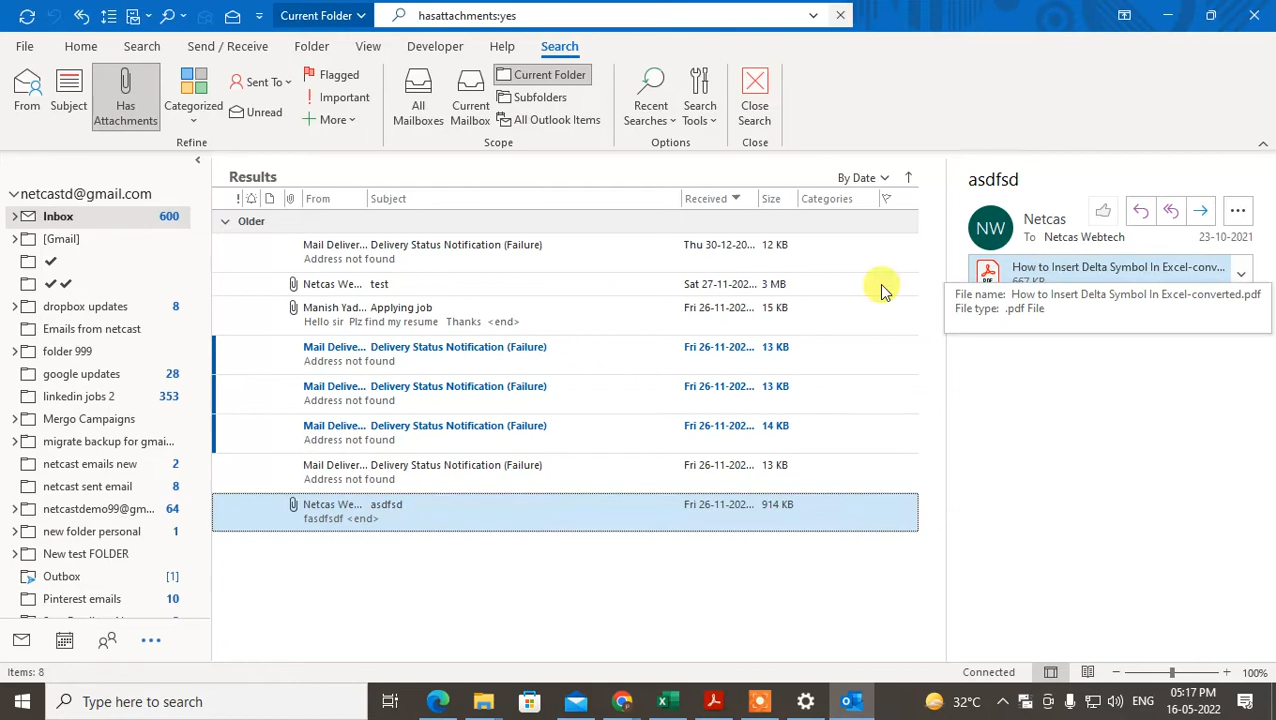 Current Folder
hasattachments:yes
File Home Search Send / Receive Folder View Developer Help Search
From
Subject
Has Attachments
Categorized
Sent To
Unread
Flagged
Important
More
Refine
All Mailboxes
Current Mailbox
Current Folder
Subfolders
All Outlook Items
Scope
Recent Searches
Search Tools
Options
Close Search
Close
netcastd@gmail.com
Inbox 600
[Gmail]
dropbox updates 8
Emails from netcast
folder 999
google updates 28
linkedin jobs 2 353
Mergo Campaigns
migrate backup for gmai...
netcast emails new 2
netcast sent email 8
netcastdemo99@gm... 64
new folder personal 1
New test FOLDER
Outbox [1]
Pinterest emails 10
Results
By Date
! From Subject Received Size Categories
Older
Mail Deliver... Delivery Status Notification (Failure) Thu 30-12-20... 12 KB
Address not found
Netcas We... test Sat 27-11-202... 3 MB
Manish Yad... Applying job Fri 26-11-202... 15 KB
Hello sir Plz find my resume Thanks <end>
Mail Delive... Delivery Status Notification (Failure) Fri 26-11-202... 13 KB
Address not found
Mail Delive... Delivery Status Notification (Failure) Fri 26-11-202... 13 KB
Address not found
Mail Delive... Delivery Status Notification (Failure) Fri 26-11-202... 14 KB
Address not found
Mail Deliver... Delivery Status Notification (Failure) Fri 26-11-202... 13 KB
Address not found
Netcas We... asdfsd Fri 26-11-202... 914 KB
fasdfsdf <end>
asdfsd
NW
Netcas
To Netcas Webtech 23-10-2021
How to Insert Delta Symbol In Excel-conv...
File name: How to Insert Delta Symbol In Excel-converted.pdf
File type: .pdf File
Items: 8
Connected
100%
Type here to search
32°C
ENG
05:17 PM
16-05-2022